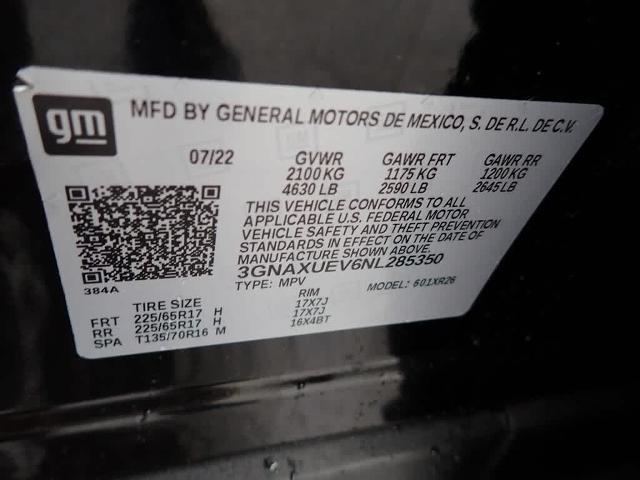 gm
MFD BY GENERAL MOTORS DE MEXICO, S. DE R.L. DE C.V.
07/22 GVWR GAWR FRT GAWR RR
2100 KG 1175 KG 1200 KG
4630 LB 2590 LB 2645 LB
THIS VEHICLE CONFORMS TO ALL
APPLICABLE U.S. FEDERAL MOTOR
VEHICLE SAFETY AND THEFT PREVENTION
STANDARDS IN EFFECT ON THE DATE OF
MANUFACTURE SHOWN ABOVE.
3GNAXUEV6NL285350
TYPE: MPV MODEL: 601XR26
384A
TIRE SIZE RIM
FRT 225/65R17 H 17X7J
RR 225/65R17 H 17X7J
SPA T135/70R16 M 16X4BT